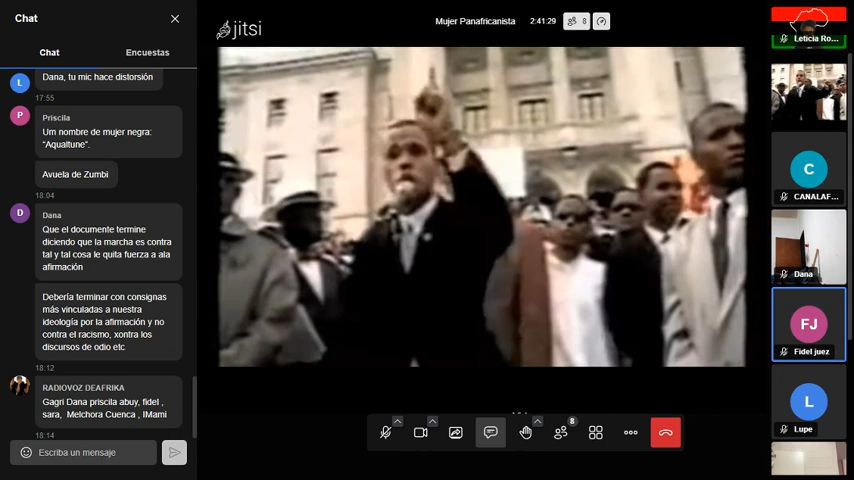 Chat
Chat
Encuestas
L
Dana, tu mic hace distorsión
17:55
P
Priscila
Um nombre de mujer negra:
“Aqualtune”.
Avuela de Zumbi
18:04
D
Dana
Que el documente termine
diciendo que la marcha es contra
tal y tal cosa le quita fuerza a ala
afirmación
Debería terminar con consignas
más vinculadas a nuestra
ideología por la afirmación y no
contra el racismo, xontra los
discursos de odio etc
18:12
RADIOVOZ DEAFRIKA
Gagri Dana priscila abuy, fidel ,
sara, Melchora Cuenca , IMami
18:14
Escriba un mensaje
jitsi
Mujer Panafricanista
2:41:29
8
8
Leticia Ro...
C
CANALAF...
Dana
FJ
Fidel juez
L
Lupe